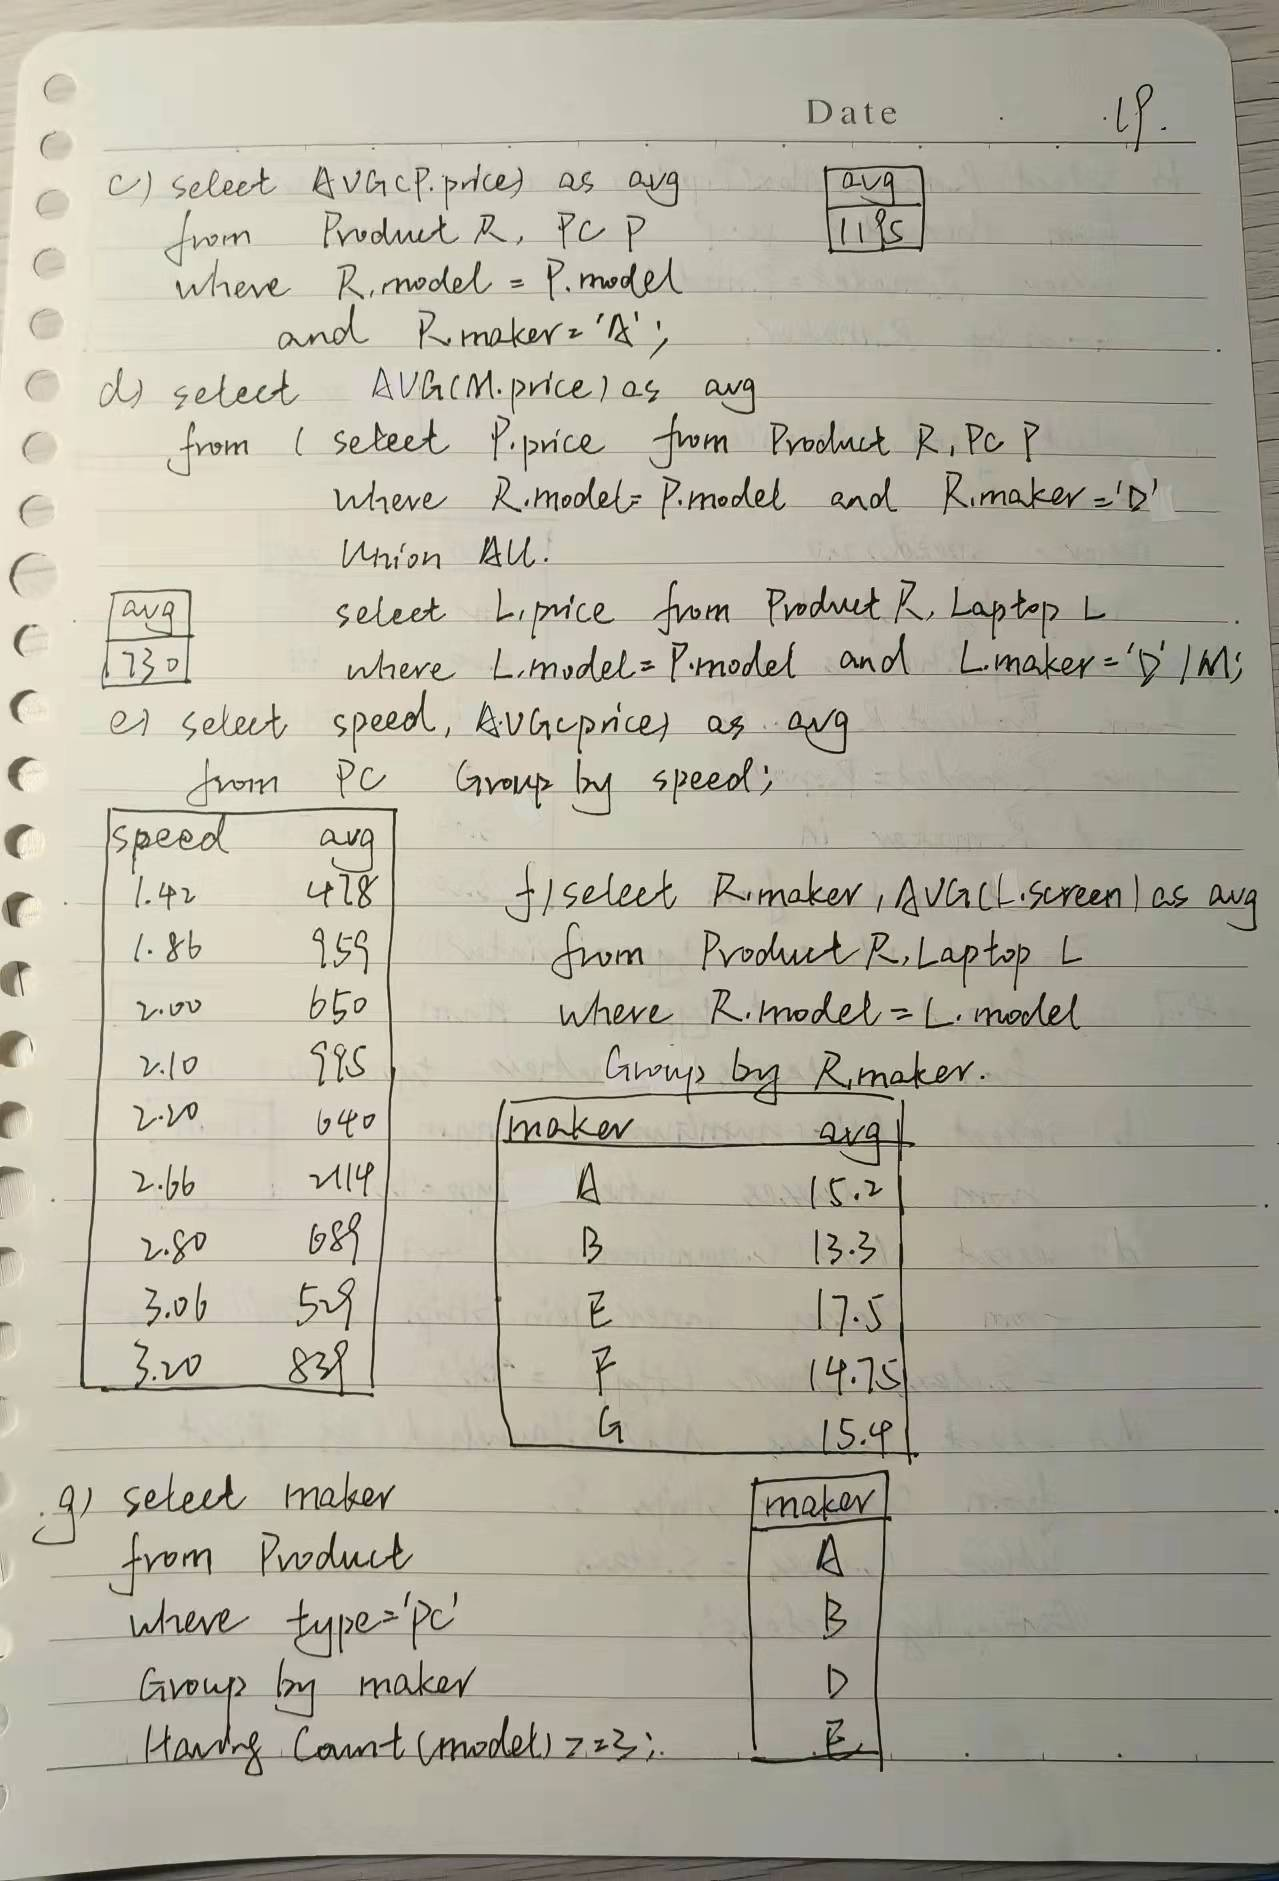 Date
19.
c) select AVG(P.price) as avg
from Product R, PC P
where R.model = P.model
and R.maker='A';
avg
1195
d) select AVG(M.price) as avg
from ( select P.price from Product R, PC P
where R.model= P.model and R.maker='D'
Union All.
select L.price from Product R, Laptop L
where L.model= P.model and L.maker='D' ) M;
avg
730
e) select speed, AVG(price) as avg
from PC Group by speed;
speed avg
1.42 478
1.86 959
2.00 650
2.10 995
2.20 640
2.66 2114
2.80 689
3.06 529
3.20 839
f) select R.maker, AVG(L.screen) as avg
from Product R, Laptop L
where R.model = L.model
Group by R.maker.
maker avg
A 15.2
B 13.3
E 17.5
F 14.75
G 15.4
g) select maker
from Product
where type='PC'
Group by maker
Having Count(model) >=3;
maker
A
B
D
E